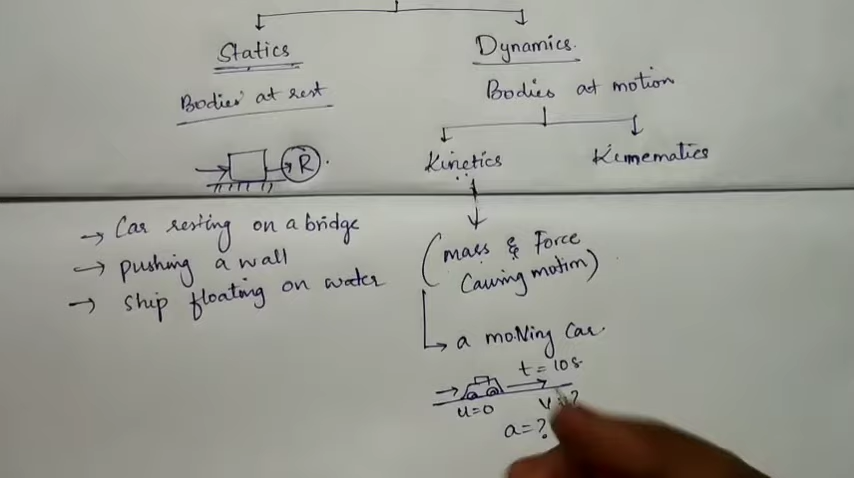 Statics
Dynamics.
Bodies at rest
Bodies at motion
Kinetics
Kinematics
R
→ Car resting on a bridge
→ pushing a wall
→ Ship floating on water
(mass & Force
Causing motion)
a moving car.
t = 10s.
u=0
v = ?
a=?